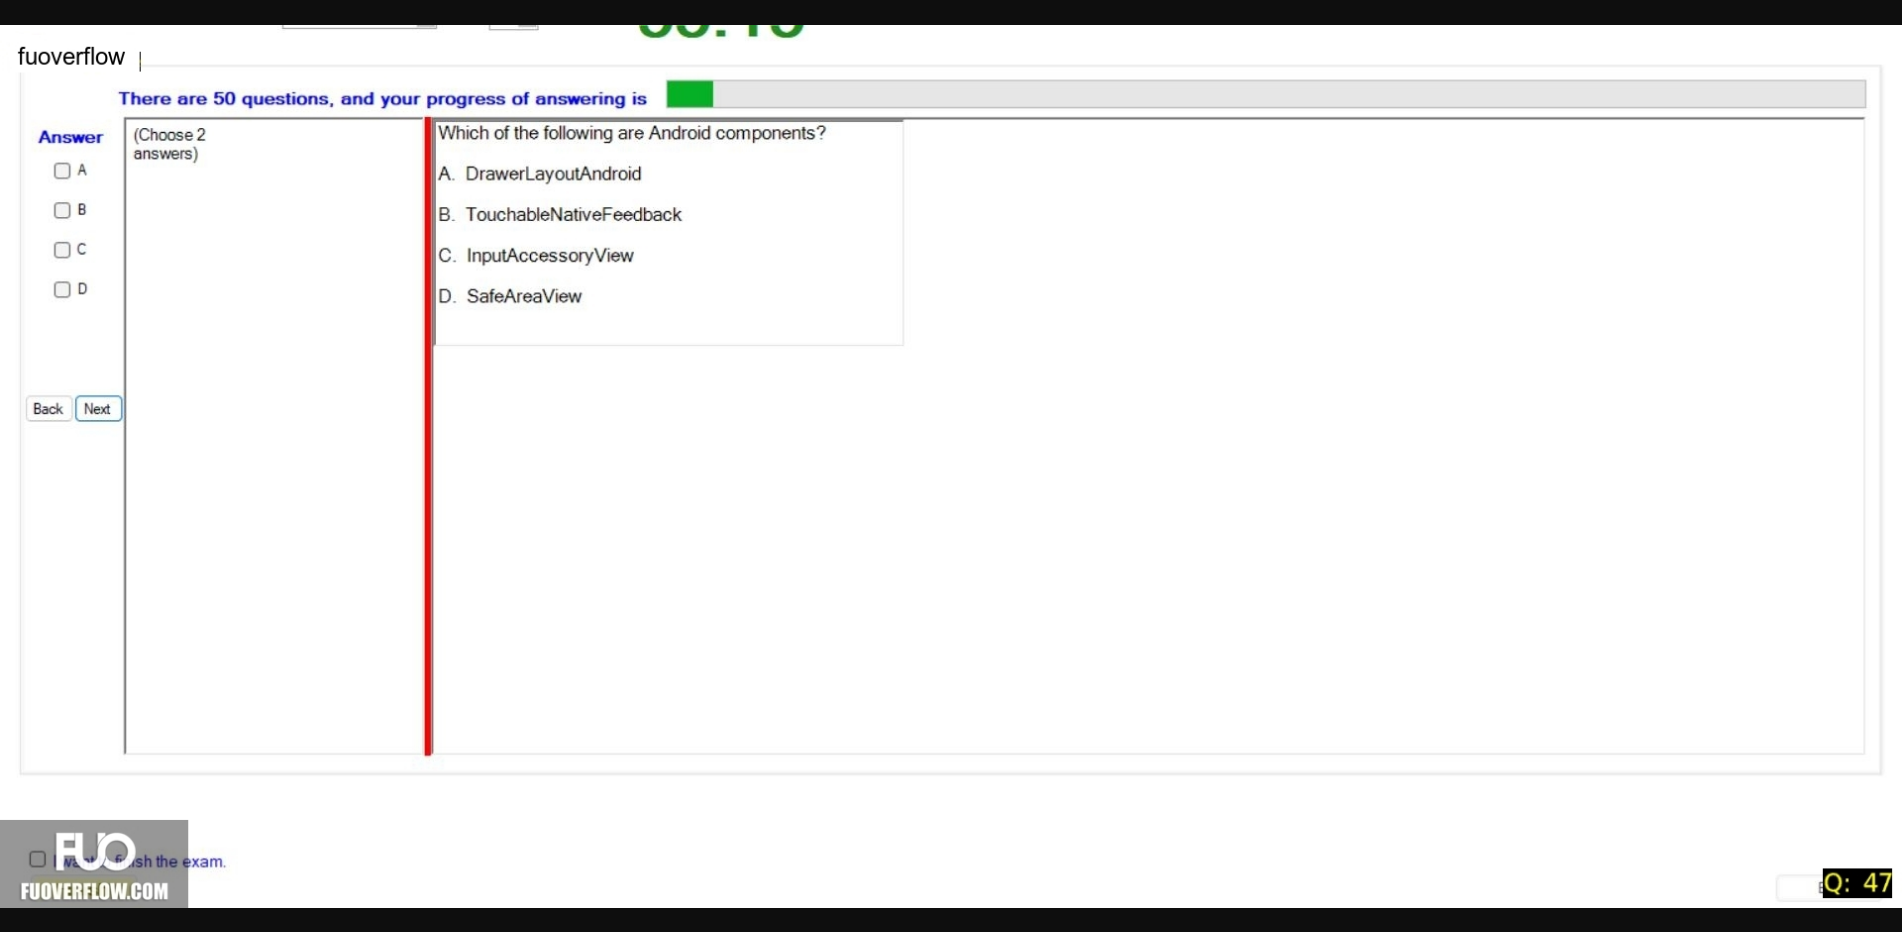 fuoverflow
There are 50 questions, and your progress of answering is
Answer
A
B
C
D
Back Next
(Choose 2
answers)
Which of the following are Android components?
A. DrawerLayoutAndroid
B. TouchableNativeFeedback
C. InputAccessoryView
D. SafeAreaView
finish the exam.
FUO
FUOVERFLOW.COM
Q: 47